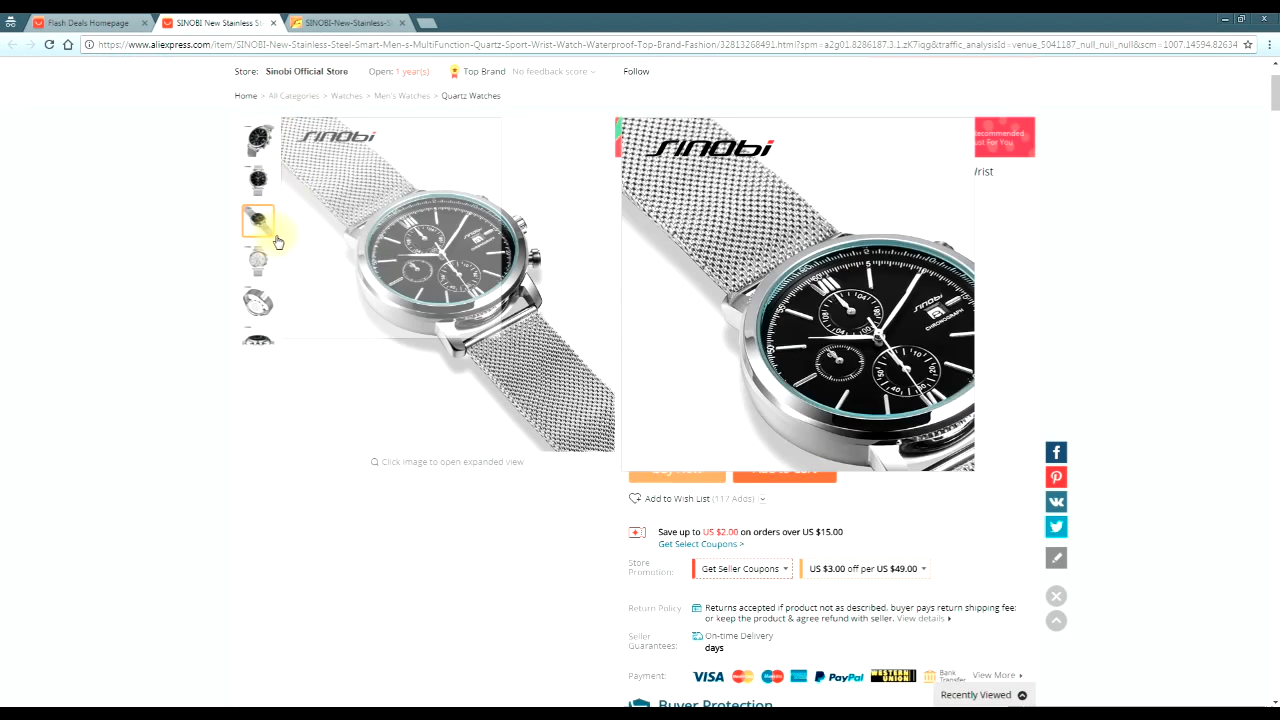 Flash Deals Homepage
SINOBI New Stainless S
SINOBI-New-Stainless-S
https://www.aliexpress.com/item/SINOBI-New-Stainless-Steel-Smart-Men-s-MultiFunction-Quartz-Sport-Wrist-Watch-Waterproof-Top-Brand-Fashion/32813268491.html?spm=a2g01.8286187.3.1.zK7iqg&traffic_analysisId=venue_5041187_null_null_null&scm=1007.14594.82634
Store: Sinobi Official Store Open: 1 year(s) Top Brand No feedback score Follow
Home > All Categories > Watches > Men's Watches > Quartz Watches
SINOBI
SINOBI
Recommended
Just For You
Wrist
SINOBI
CHRONOGRAPH
Click image to open expanded view
Add to Wish List (117 Adds)
Save up to US $2.00 on orders over US $15.00
Get Select Coupons >
Store Promotion:
Get Seller Coupons
US $3.00 off per US $49.00
Return Policy
Returns accepted if product not as described, buyer pays return shipping fee;
or keep the product & agree refund with seller. View details
Seller Guarantees:
On-time Delivery
days
Payment:
VISA
MasterCard
Maestro
PayPal
WESTERN UNION
Bank Transfer
View More
Recently Viewed
Buyer Protection